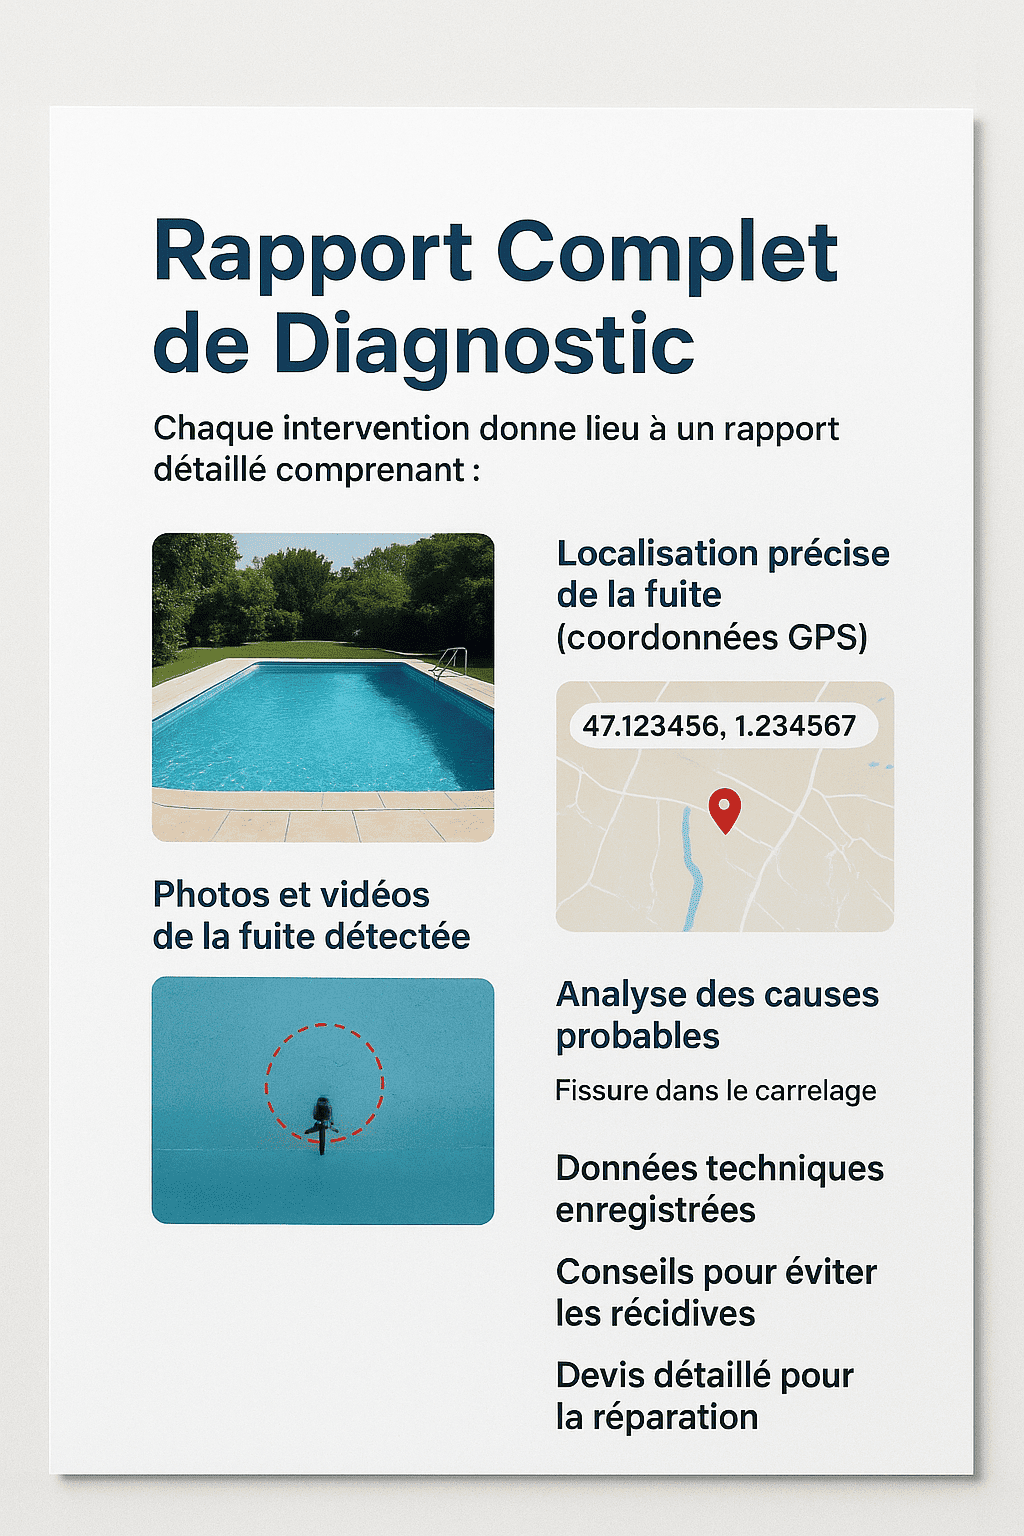 Rapport Complet
de Diagnostic
Chaque intervention donne lieu à un rapport
détaillé comprenant :
Photos et vidéos
de la fuite détectée
Localisation précise
de la fuite
(coordonnées GPS)
47.123456, 1.234567
Analyse des causes
probables
Fissure dans le carrelage
Données techniques
enregistrées
Conseils pour éviter
les récidives
Devis détaillé pour
la réparation